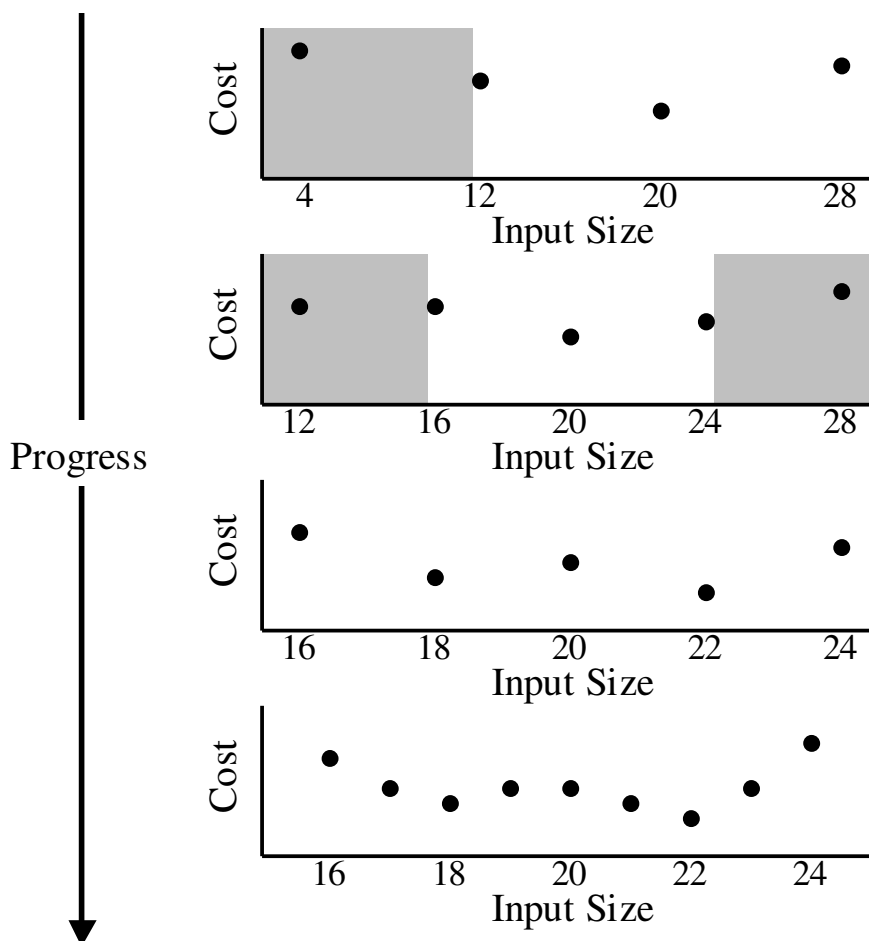 Cost
4 12 20 28
Input Size
Cost
12 16 20 24 28
Input Size
Progress
Cost
16 18 20 22 24
Input Size
Cost
16 18 20 22 24
Input Size